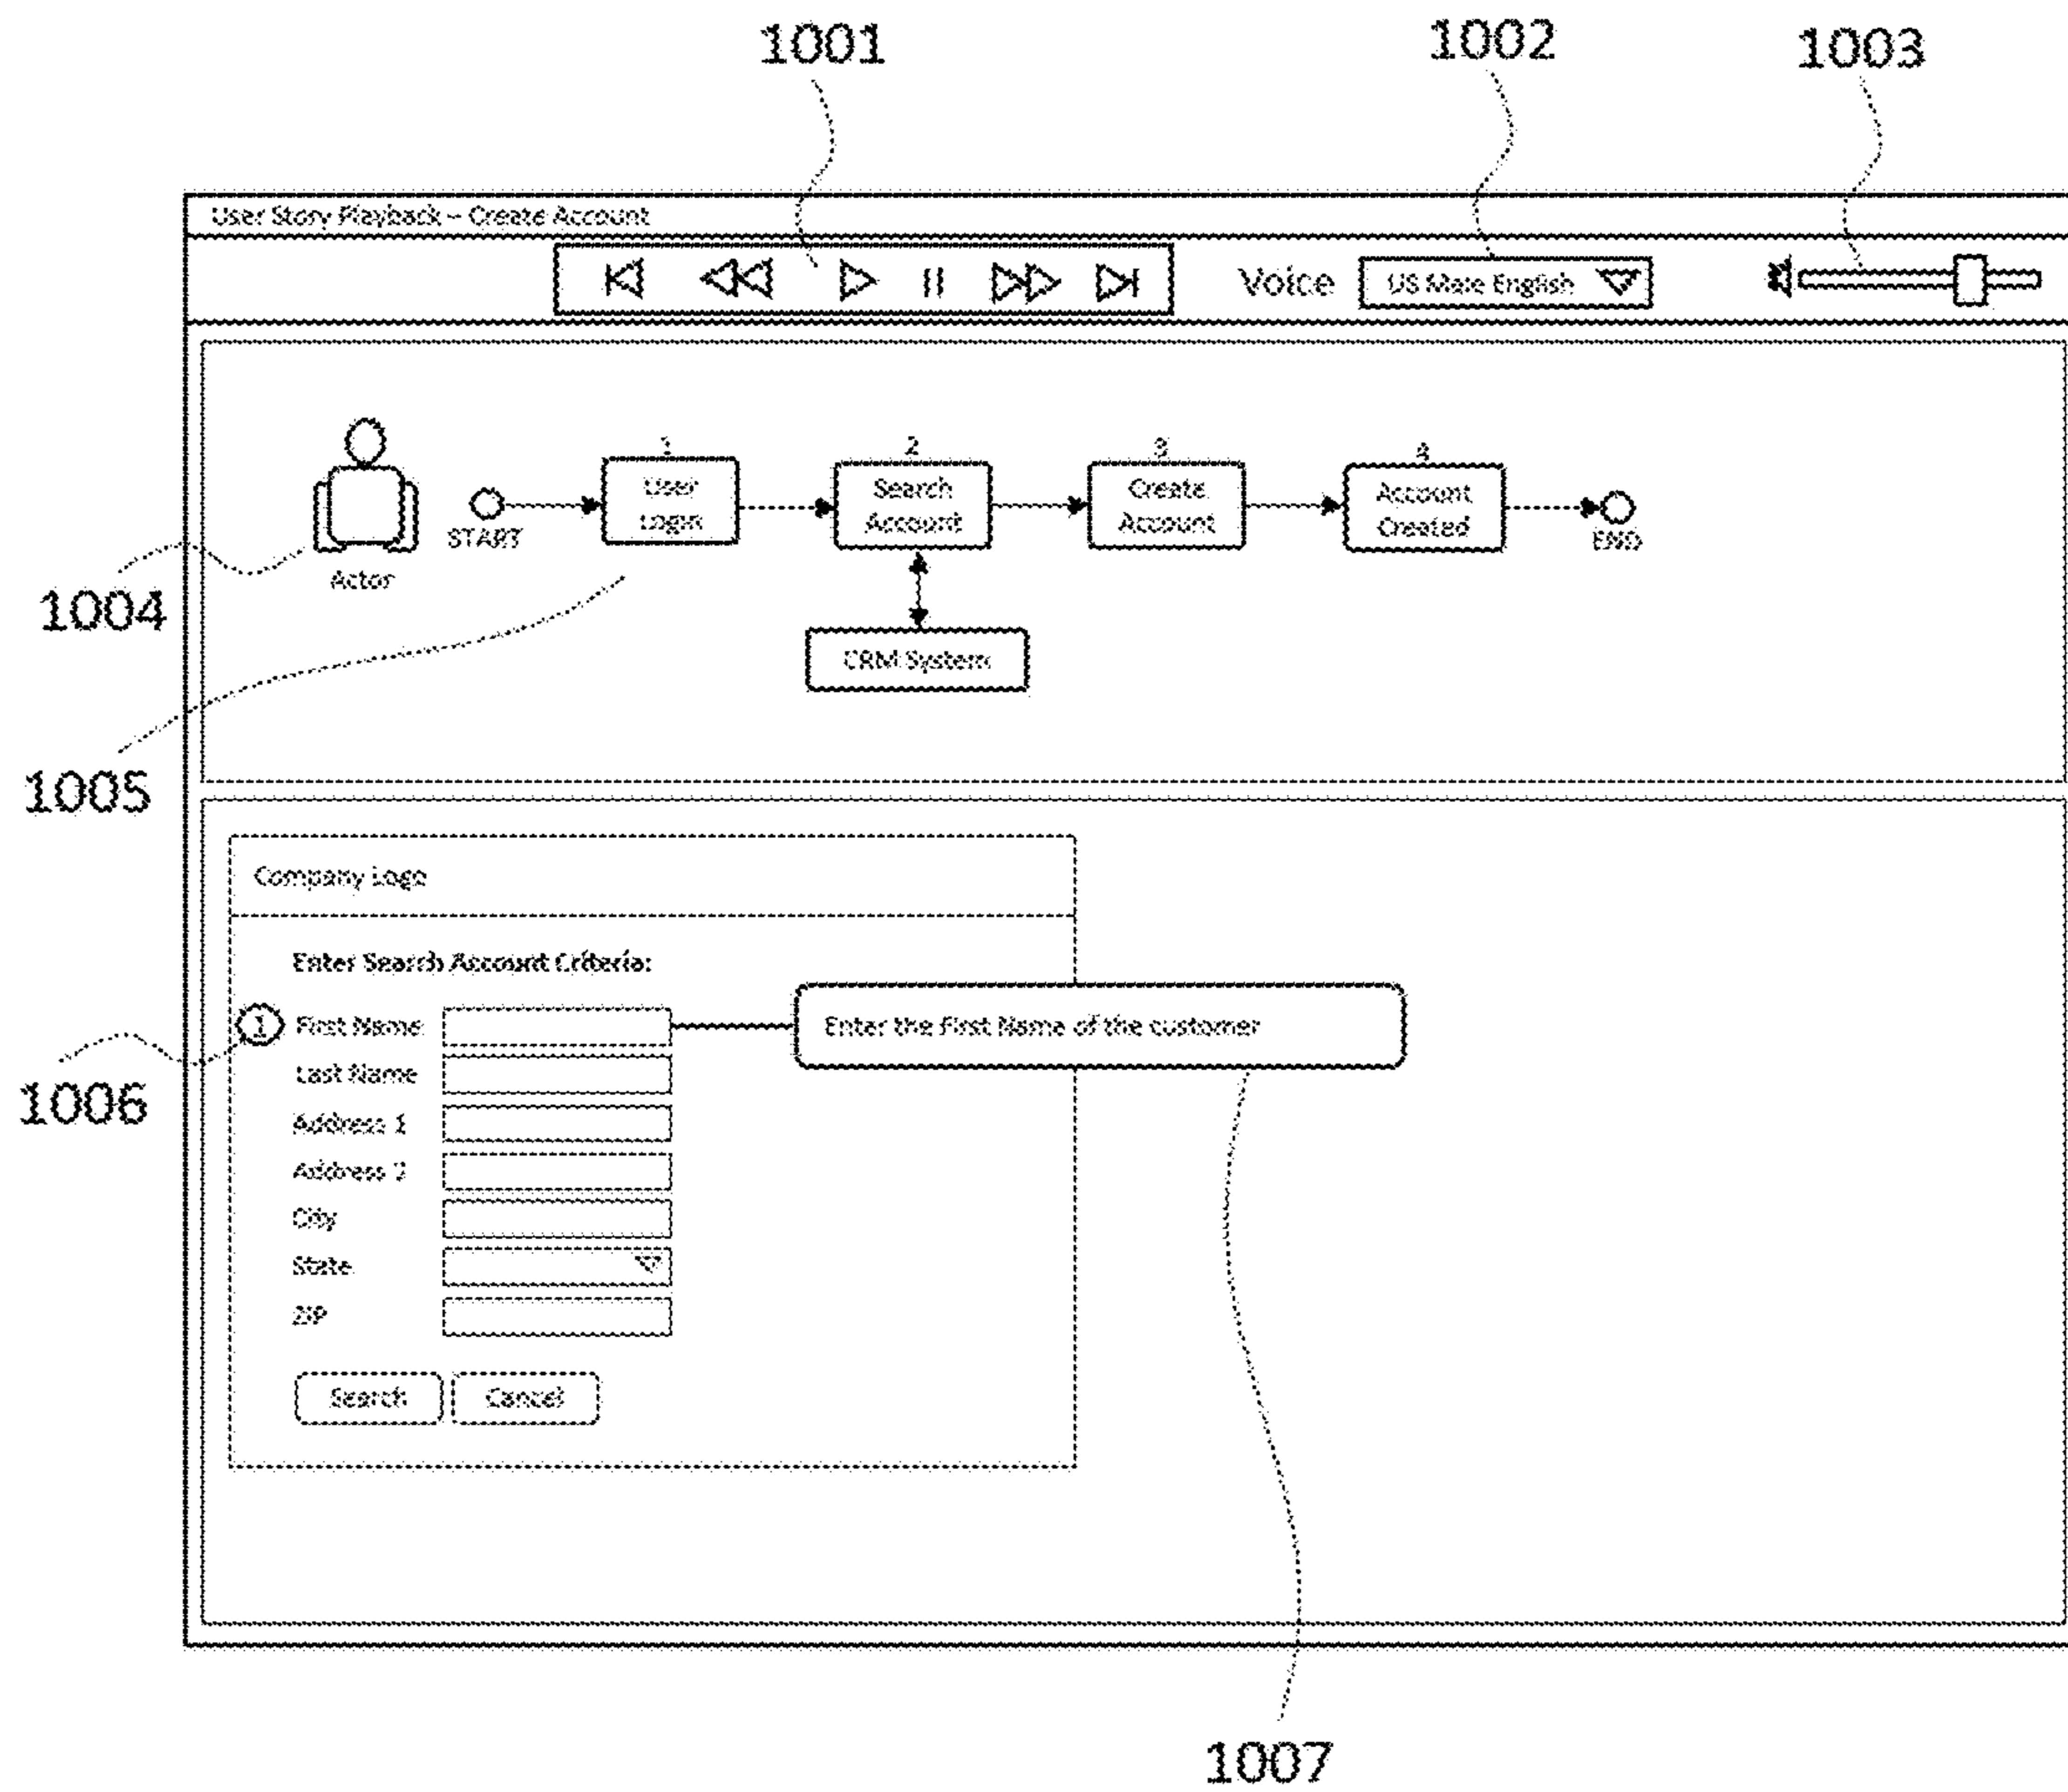 1001
1002
1003
User Story Playback – Create Account
Voice
US Male English
1
2
3
4
User
Login
Search
Account
Create
Account
Account
Created
START
END
Actor
1004
CRM System
1005
Company Logo
Enter Search Account Criteria:
1 First Name
Enter the First Name of the customer
Last Name
1006
Address 1
Address 2
City
State
ZIP
Search
Cancel
1007